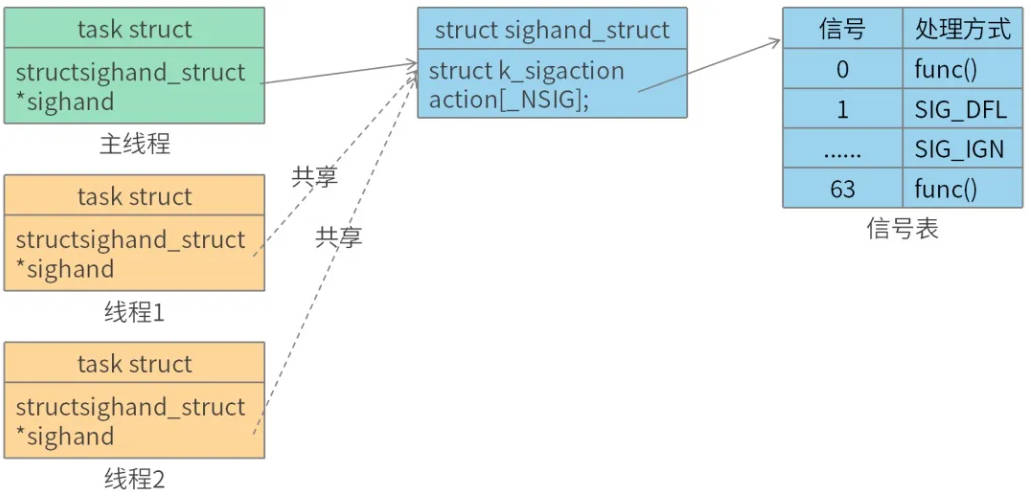 task struct
structsighand_struct
*sighand
主线程
struct sighand_struct
struct k_sigaction
action[_NSIG];
信号 处理方式
0 func()
1 SIG_DFL
...... SIG_IGN
63 func()
信号表
共享
共享
task struct
structsighand_struct
*sighand
线程1
task struct
structsighand_struct
*sighand
线程2